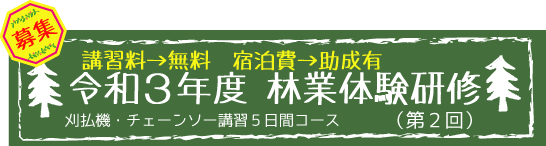 募集
講習料→無料　宿泊費→助成有
令和３年度 林業体験研修
刈払機・チェーンソー講習５日間コース　（第２回）